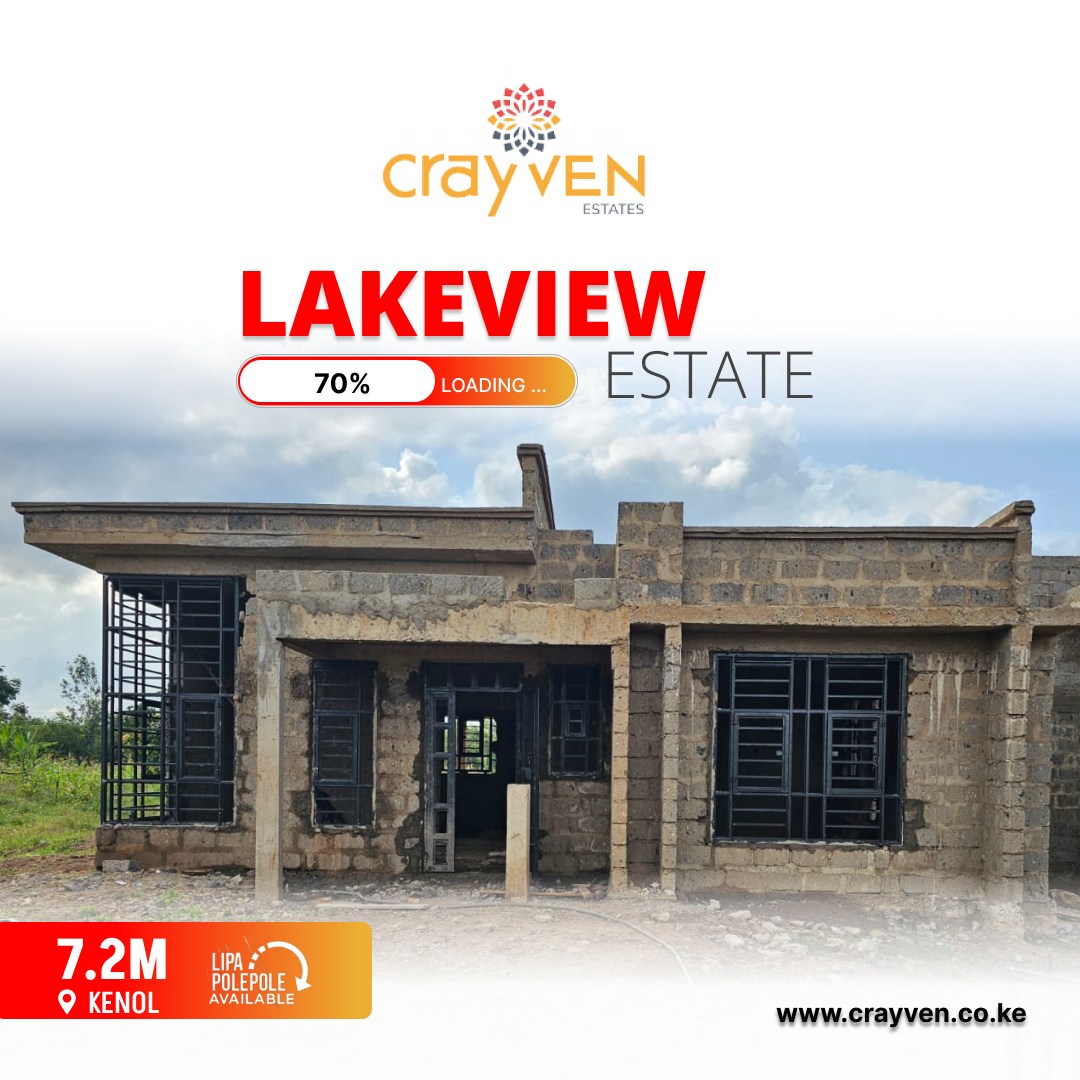 crayvEN
ESTATES
LAKEVIEW
70% LOADING ...
ESTATE
7.2M
KENOL
LIPA
POLEPOLE
AVAILABLE
www.crayven.co.ke